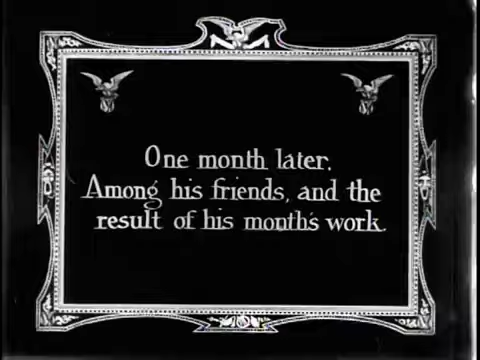 One month later.
Among his friends, and the
result of his month's work.